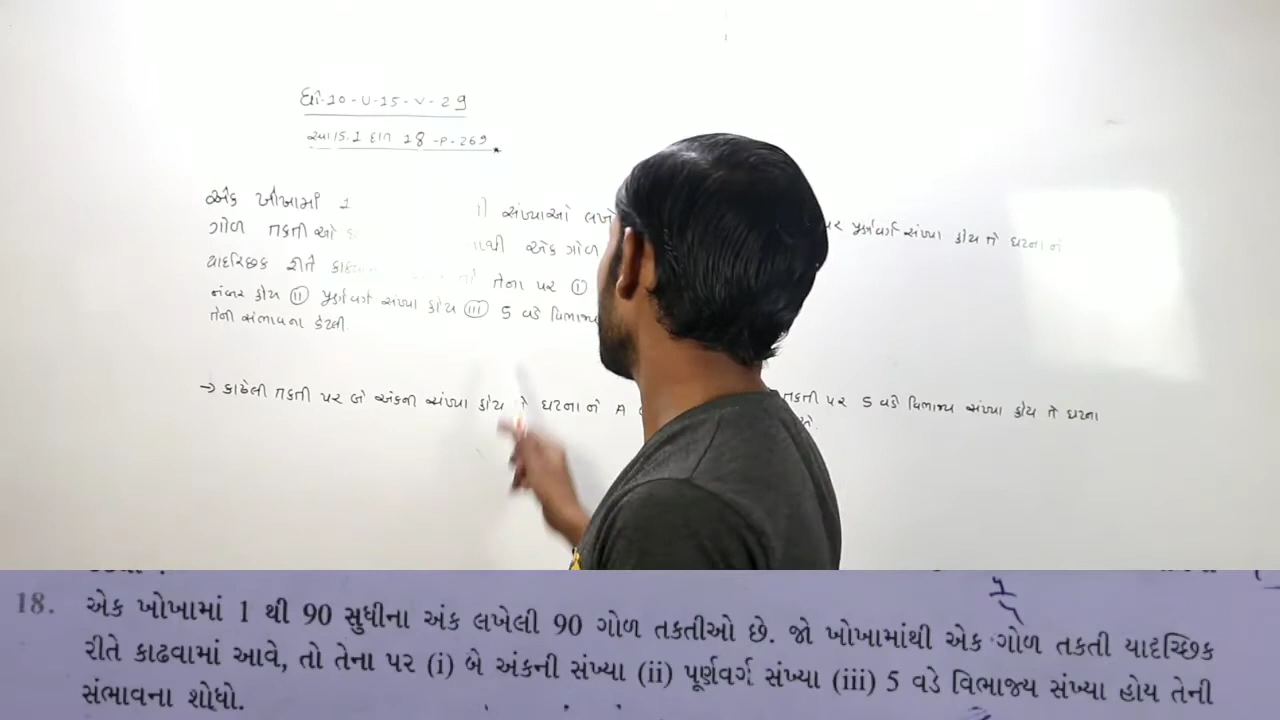 ધો-10-U-15-V-29
સ્વા 15.1 દાખ 18-P-269
એક ખોખામાં 1 ની સંખ્યાઓ લખે પર પૂર્ણવર્ગ સંખ્યા હોય તે ઘટના ને
ગોળ તકતી ઓ માંથી એક ગોળ
યાદચ્છિક રીતે તો તેના પર (i)
નંબર હોય (ii) પૂર્ણવર્ગ સંખ્યા હોય (iii) 5 વડે વિભાજ્ય
તેની સંભાવના કેટલી.
→ કાઢેલી તકતી પર બે અંકની સંખ્યા હોય તે ઘટના ને A તકતી પર 5 વડે વિભાજ્ય સંખ્યા હોય તે ઘટના
18. એક ખોખામાં 1 થી 90 સુધીના અંક લખેલી 90 ગોળ તકતીઓ છે. જો ખોખામાંથી એક ગોળ તકતી યાદચ્છિક
રીતે કાઢવામાં આવે, તો તેના પર (i) બે અંકની સંખ્યા (ii) પૂર્ણવર્ગ સંખ્યા (iii) 5 વડે વિભાજ્ય સંખ્યા હોય તેની
સંભાવના શોધો.